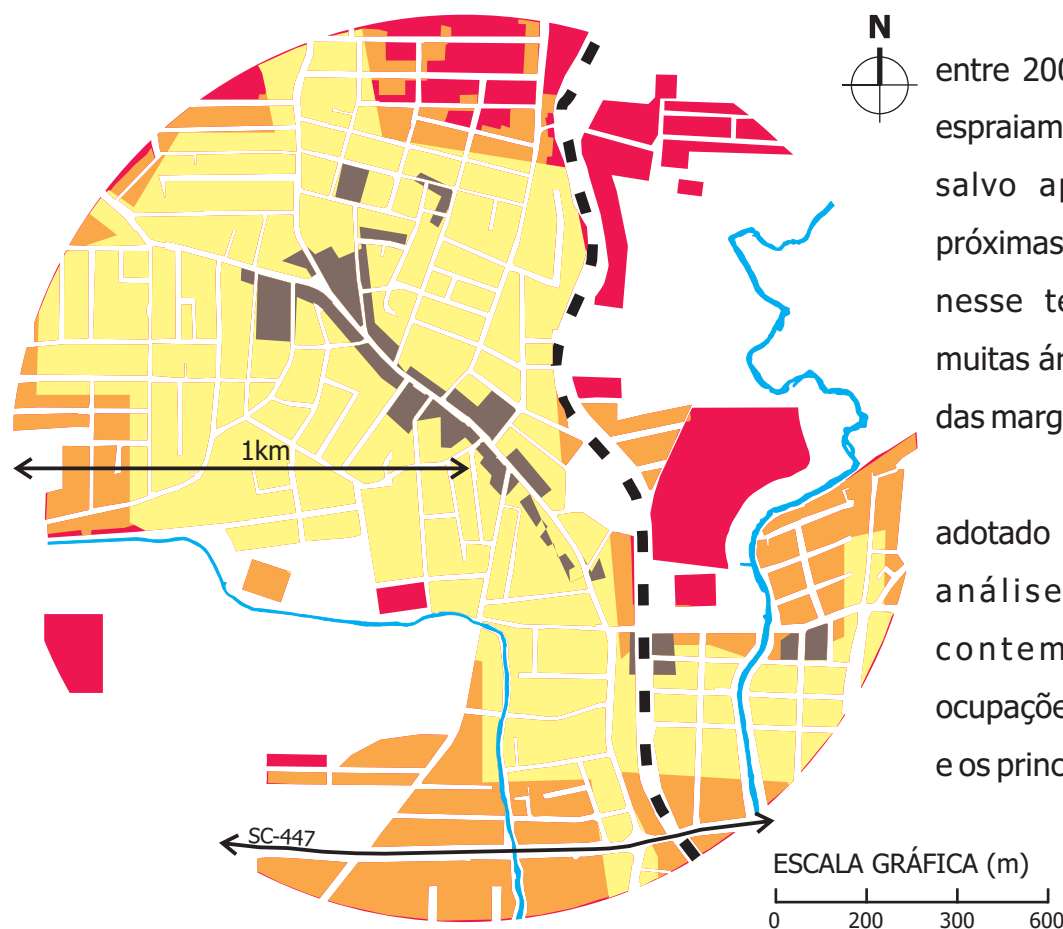 N
entre 200
espraiam
salvo ap
próximas
nesse te
muitas ár
das marg
adotado
análise
contem
ocupaçõe
e os princ
1km
SC-447
ESCALA GRÁFICA (m)
0 200 300 600